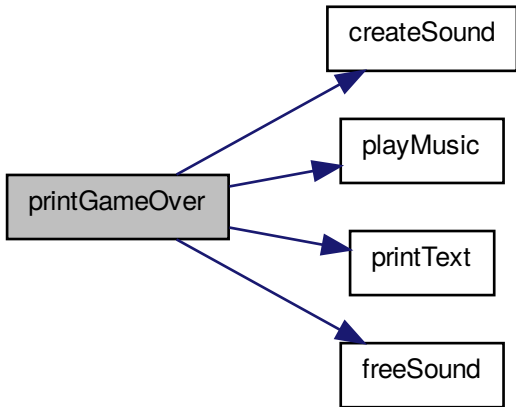 createSound
playMusic
printGameOver
printText
freeSound